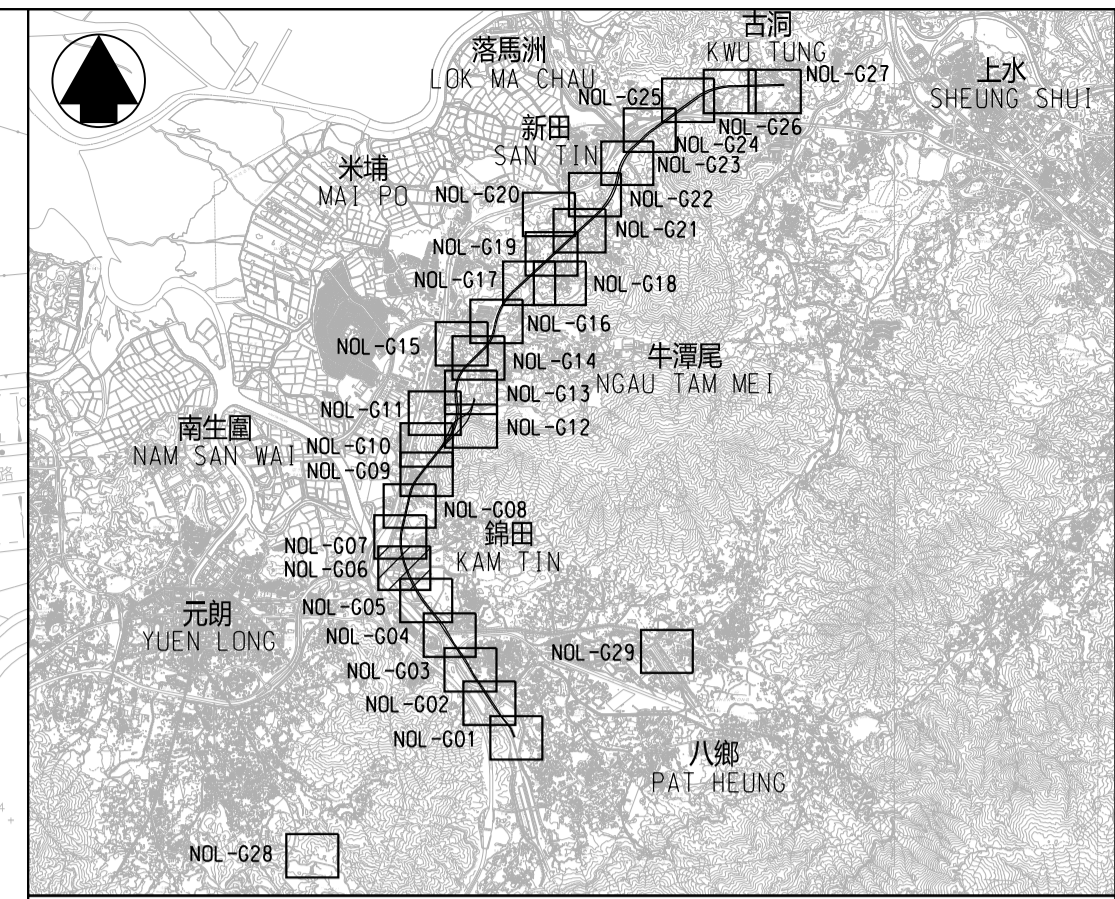 古洞
KWU TUNG
落馬洲
LOK MA CHAU
上水
SHEUNG SHUI
NOL-G27
NOL-G25
NOL-G26
新田
SAN TIN
NOL-G24
NOL-G23
米埔
MAI PO
NOL-G20
NOL-G22
NOL-G21
NOL-G19
NOL-G17
NOL-G18
NOL-G16
NOL-G15
NOL-G14
牛潭尾
NGAU TAM MEI
NOL-G13
NOL-G11
NOL-G12
南生圍
NAM SAN WAI
NOL-G10
NOL-G09
NOL-G08
錦田
KAM TIN
NOL-G07
NOL-G06
NOL-G05
元朗
YUEN LONG
NOL-G04
NOL-G29
NOL-G03
NOL-G02
NOL-G01
八鄉
PAT HEUNG
NOL-G28
路